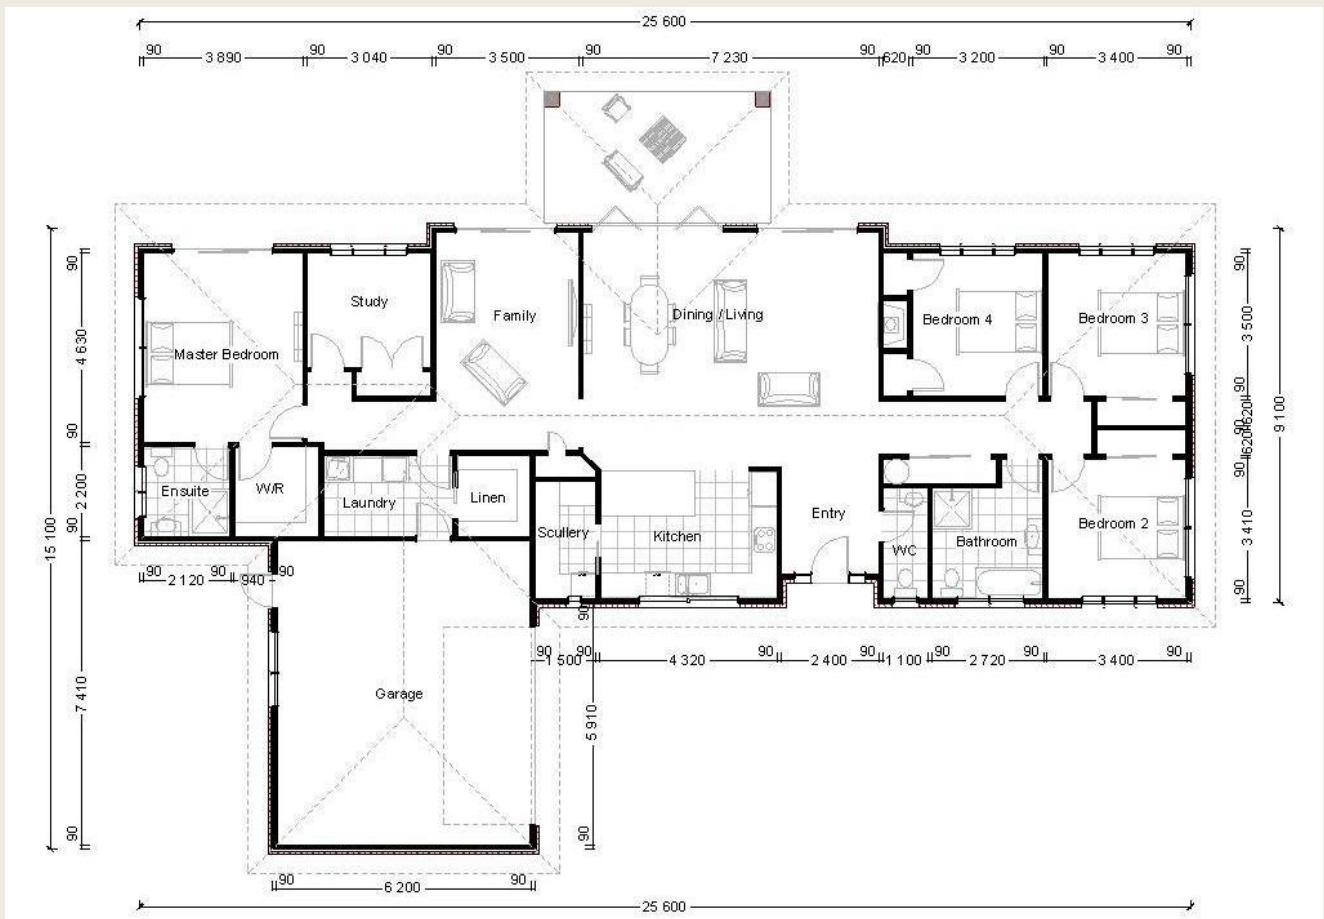 25 600
90 3 890 90 3 040 90 3 500 90 7 230 90 620 90 3 200 90 3 400 90
Study
Family
Dining / Living
Bedroom 4
Bedroom 3
Master Bedroom
90 4 630 90 2 200 90
90 3 500 90 620 90 620 90 3 410 90
9 100
Ensuite
W/R
Laundry
Linen
Scullery
Kitchen
Entry
WC
Bathroom
Bedroom 2
15 100
90 2 120 90 940 90
90
90 1 500 90 4 320 90 2 400 90 1 100 90 2 720 90 3 400 90
7 410
Garage
5 910
90
90
90 6 200 90
25 600